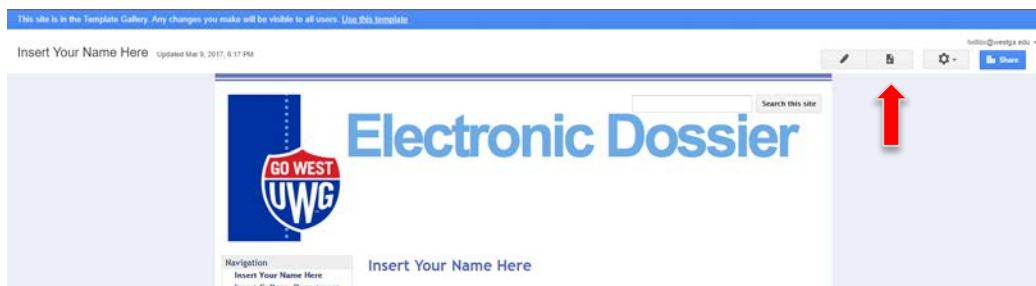 This site is in the Template Gallery. Any changes you make will be visible to all users. Use this template
Insert Your Name Here Updated Mar 9, 2017, 6:17 PM
@westga.edu
Share
Search this site
Electronic Dossier
GO WEST
UWG
Navigation
Insert Your Name Here
Insert Your Name Here